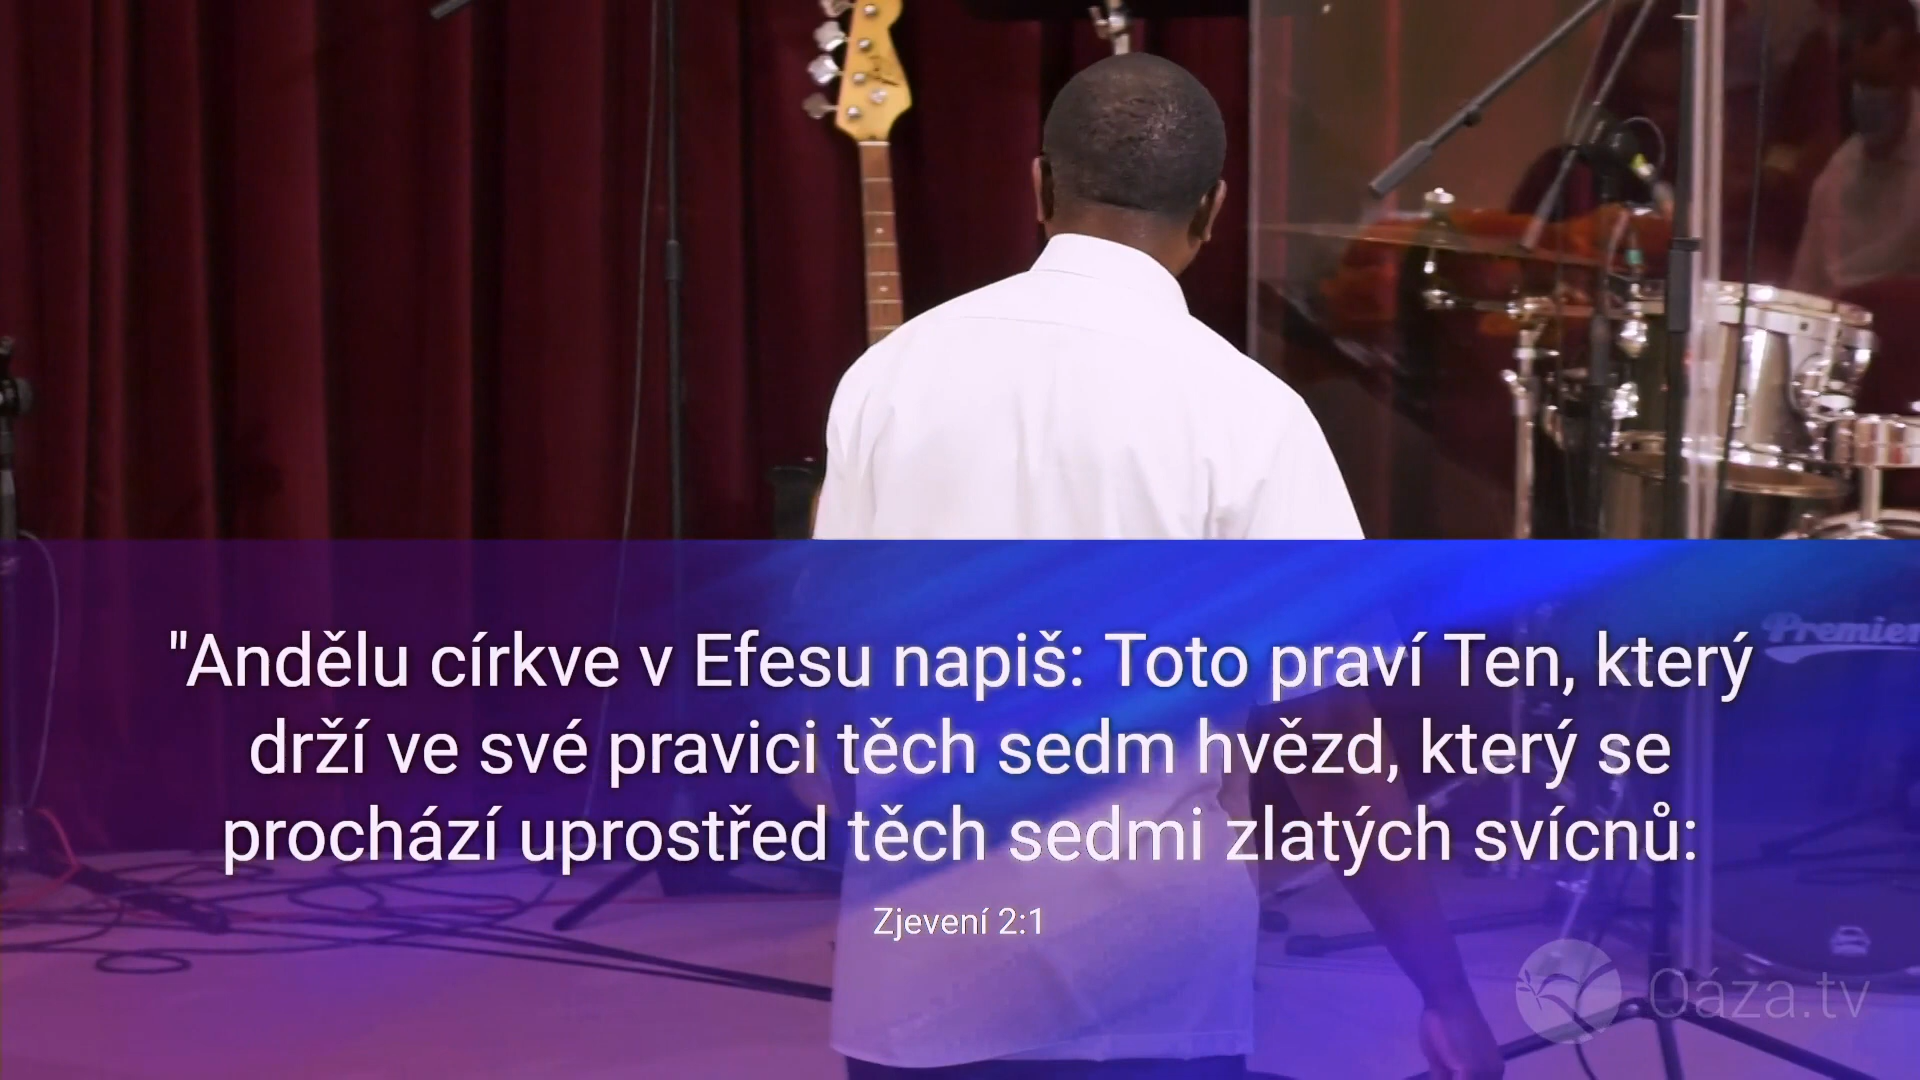 "Andělu církve v Efesu napiš: Toto praví Ten, který
drží ve své pravici těch sedm hvězd, který se
prochází uprostřed těch sedmi zlatých svícnů:
Zjevení 2:1
Premier
Oáza.tv